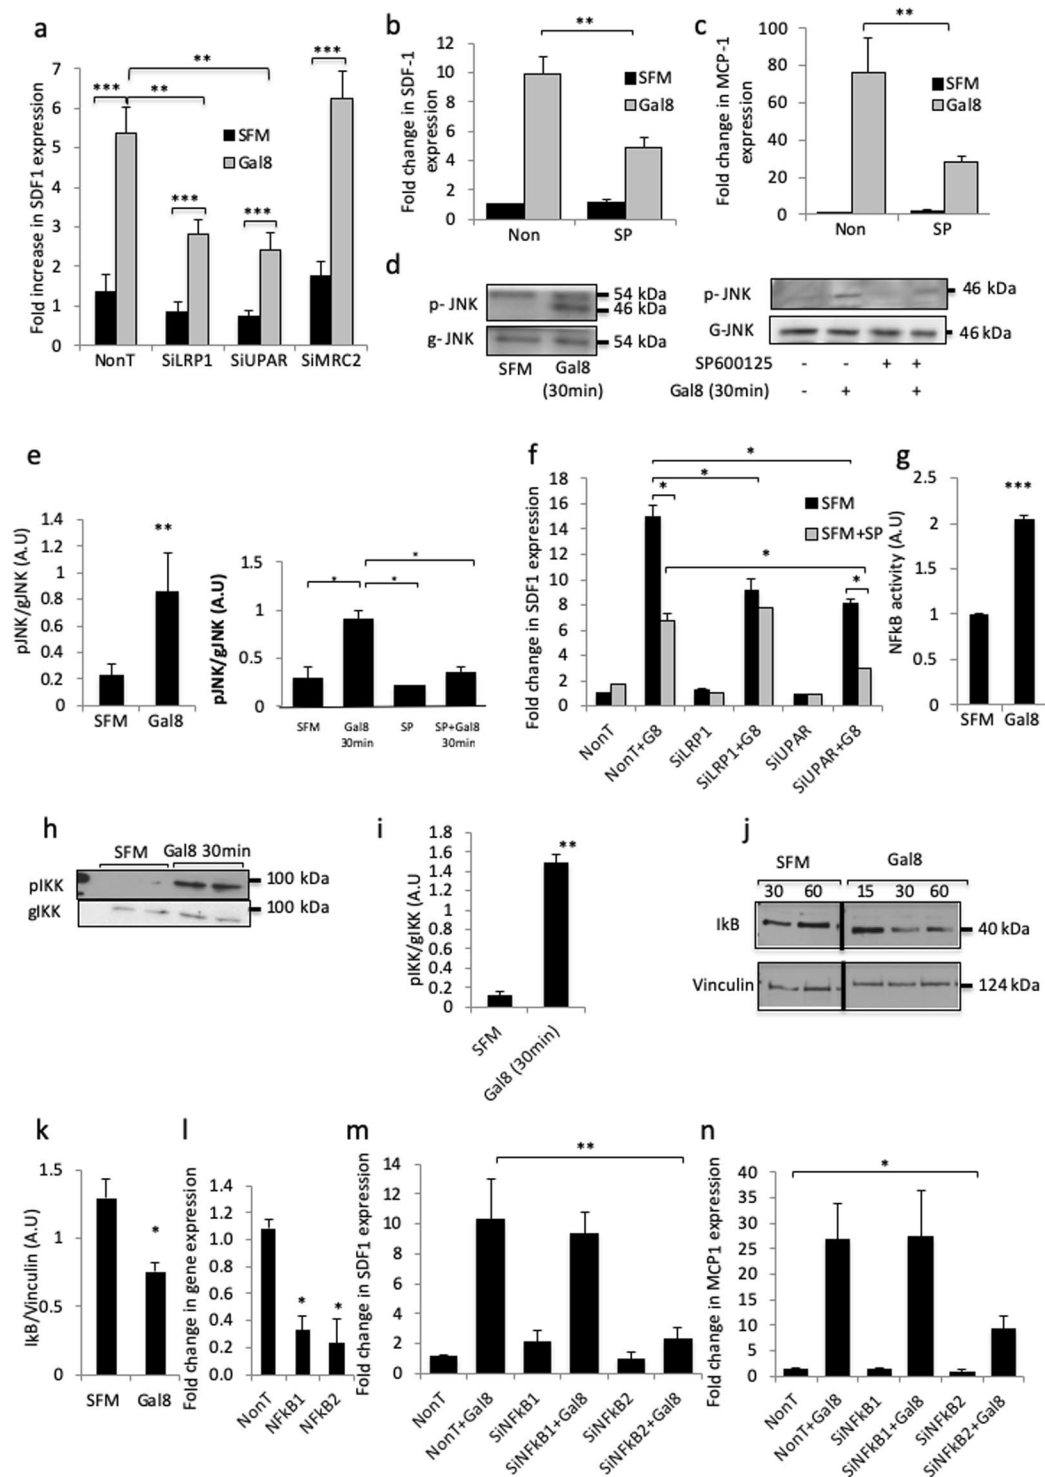 a
Fold increase in SDF1 expression
7
6
5
4
3
2
1
0
***
**
**
***
***
***
SFM
Gal8
NonT SiLRP1 SiUPAR SiMRC2
b
Fold change in SDF-1
expression
12
10
8
6
4
2
0
**
SFM
Gal8
Non SP
c
Fold change in MCP-1
expression
100
80
60
40
20
0
**
SFM
Gal8
Non SP
d
p- JNK
54 kDa
46 kDa
g- JNK
54 kDa
SFM Gal8
(30min)
p- JNK
46 kDa
G-JNK
46 kDa
SP600125 - - + +
Gal8 (30min) - + +
e
pJNK/gJNK (A.U)
1.4
1.2
1
0.8
0.6
0.4
0.2
0
**
SFM Gal8
pJNK/gJNK (A.U)
1.5
1
0.5
0
*
*
*
SFM Gal8 SP SP+Gal8
30min 30min
f
Fold change in SDF1 expression
18
16
14
12
10
8
6
4
2
0
*
*
*
*
*
SFM
SFM+SP
NonT
NonT+G8
SiLRP1
SiLRP1+G8
SiUPAR
SiUPAR+G8
g
NFkB activity (A.U)
2.5
2
1.5
1
0.5
0
***
SFM Gal8
h
SFM Gal8 30min
pIKK 100 kDa
gIKK 100 kDa
i
pIKK/gIKK (A.U
1.8
1.6
1.4
1.2
1
0.8
0.6
0.4
0.2
0
**
SFM
Gal8 (30min)
j
SFM Gal8
30 60 15 30 60
IkB 40 kDa
Vinculin 124 kDa
k
IkB/Vinculin (A.U)
1.5
1
0.5
0
*
SFM Gal8
l
Fold change in gene expression
1.4
1.2
1.0
0.8
0.6
0.4
0.2
0.0
*
*
NonT
NFkB1
NFkB2
m
Fold change in SDF1 expression
14
12
10
8
6
4
2
0
**
NonT
NonT+Gal8
SiNFkB1
SiNFkB1+Gal8
SiNFkB2
SiNFkB2+Gal8
n
Fold change in MCP1 expression
40
35
30
25
20
15
10
5
0
*
NonT
NonT+Gal8
SiNFkB1
SiNFkB1+Gal8
SiNFkB2
SiNFkB2+Gal8